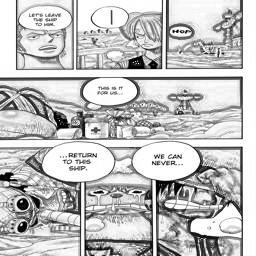 HOP
LET'S LEAVE
THE SHIP
TO HIM.
THIS IS IT
FOR US...
WE CAN
NEVER...
...RETURN
TO THIS
SHIP.